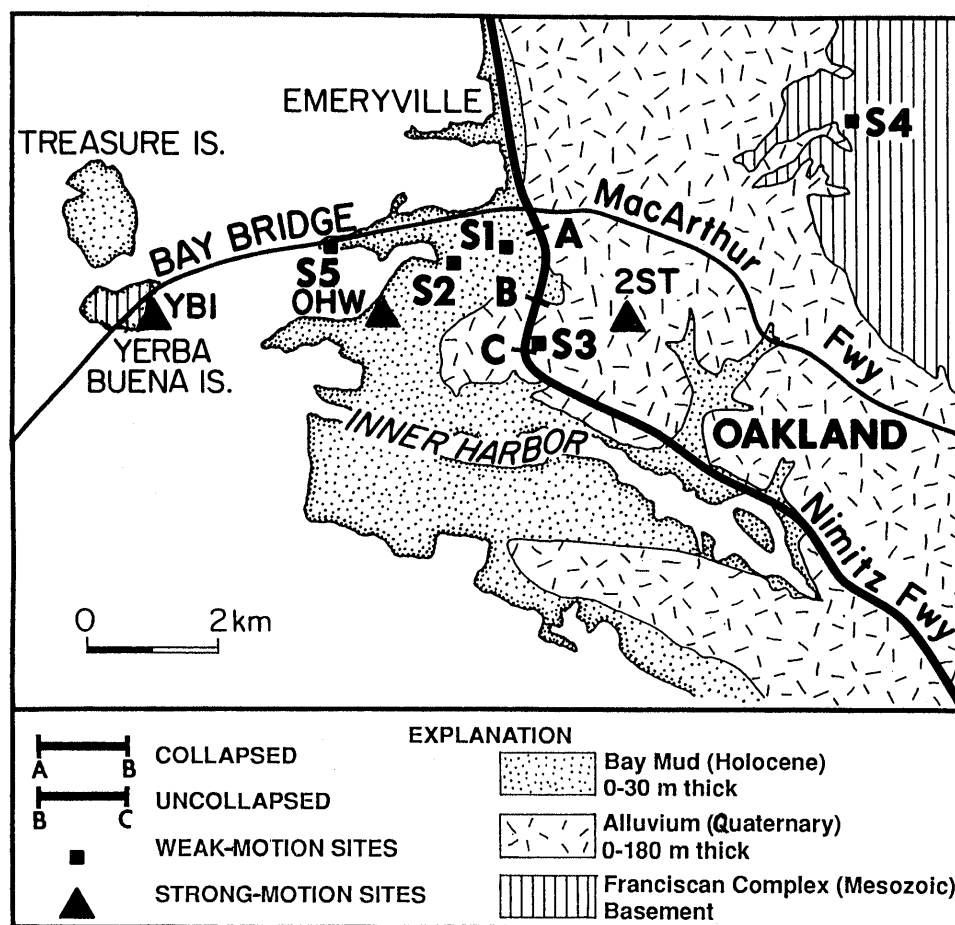 EMERYVILLE
S4
TREASURE IS.
MacArthur
BAY BRIDGE
S1
A
S5
S2
B
2ST
OHW
YBI
C
S3
Fwy
YERBA
BUENA IS.
INNER HARBOR
OAKLAND
Nimitz Fwy
0 2 km
EXPLANATION
A B COLLAPSED
B C UNCOLLAPSED
WEAK-MOTION SITES
STRONG-MOTION SITES
Bay Mud (Holocene)
0-30 m thick
Alluvium (Quaternary)
0-180 m thick
Franciscan Complex (Mesozoic)
Basement